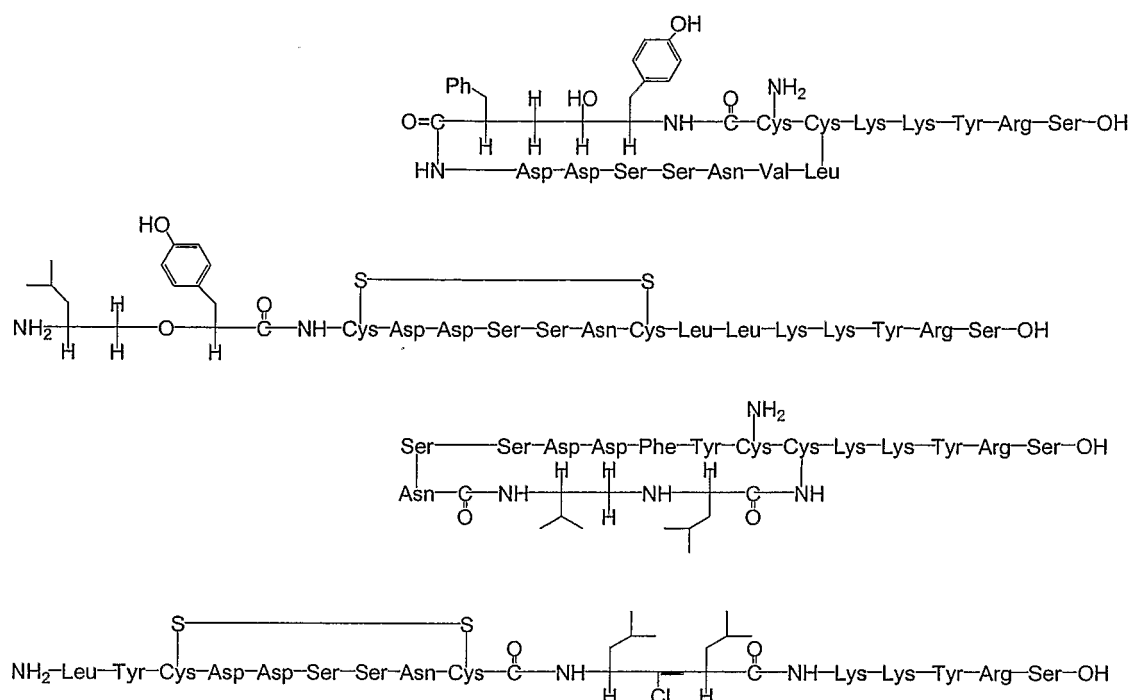 OH
Ph
H HO O NH₂
O=C NH C Cys Cys Lys Lys Tyr Arg Ser OH
H H H
HN Asp Asp Ser Ser Asn Val Leu
HO
S S
H O
NH₂ O C NH Cys Asp Asp Ser Ser Asn Cys Leu Leu Lys Lys Tyr Arg Ser OH
H H H
NH₂
Ser Ser Asp Asp Phe Tyr Cys Cys Lys Lys Tyr Arg Ser OH
H H H
Asn C NH NH C NH
O H O
S S
O O
NH₂ Leu Tyr Cys Asp Asp Ser Ser Asn Cys C NH C NH Lys Lys Tyr Arg Ser OH
H Cl H